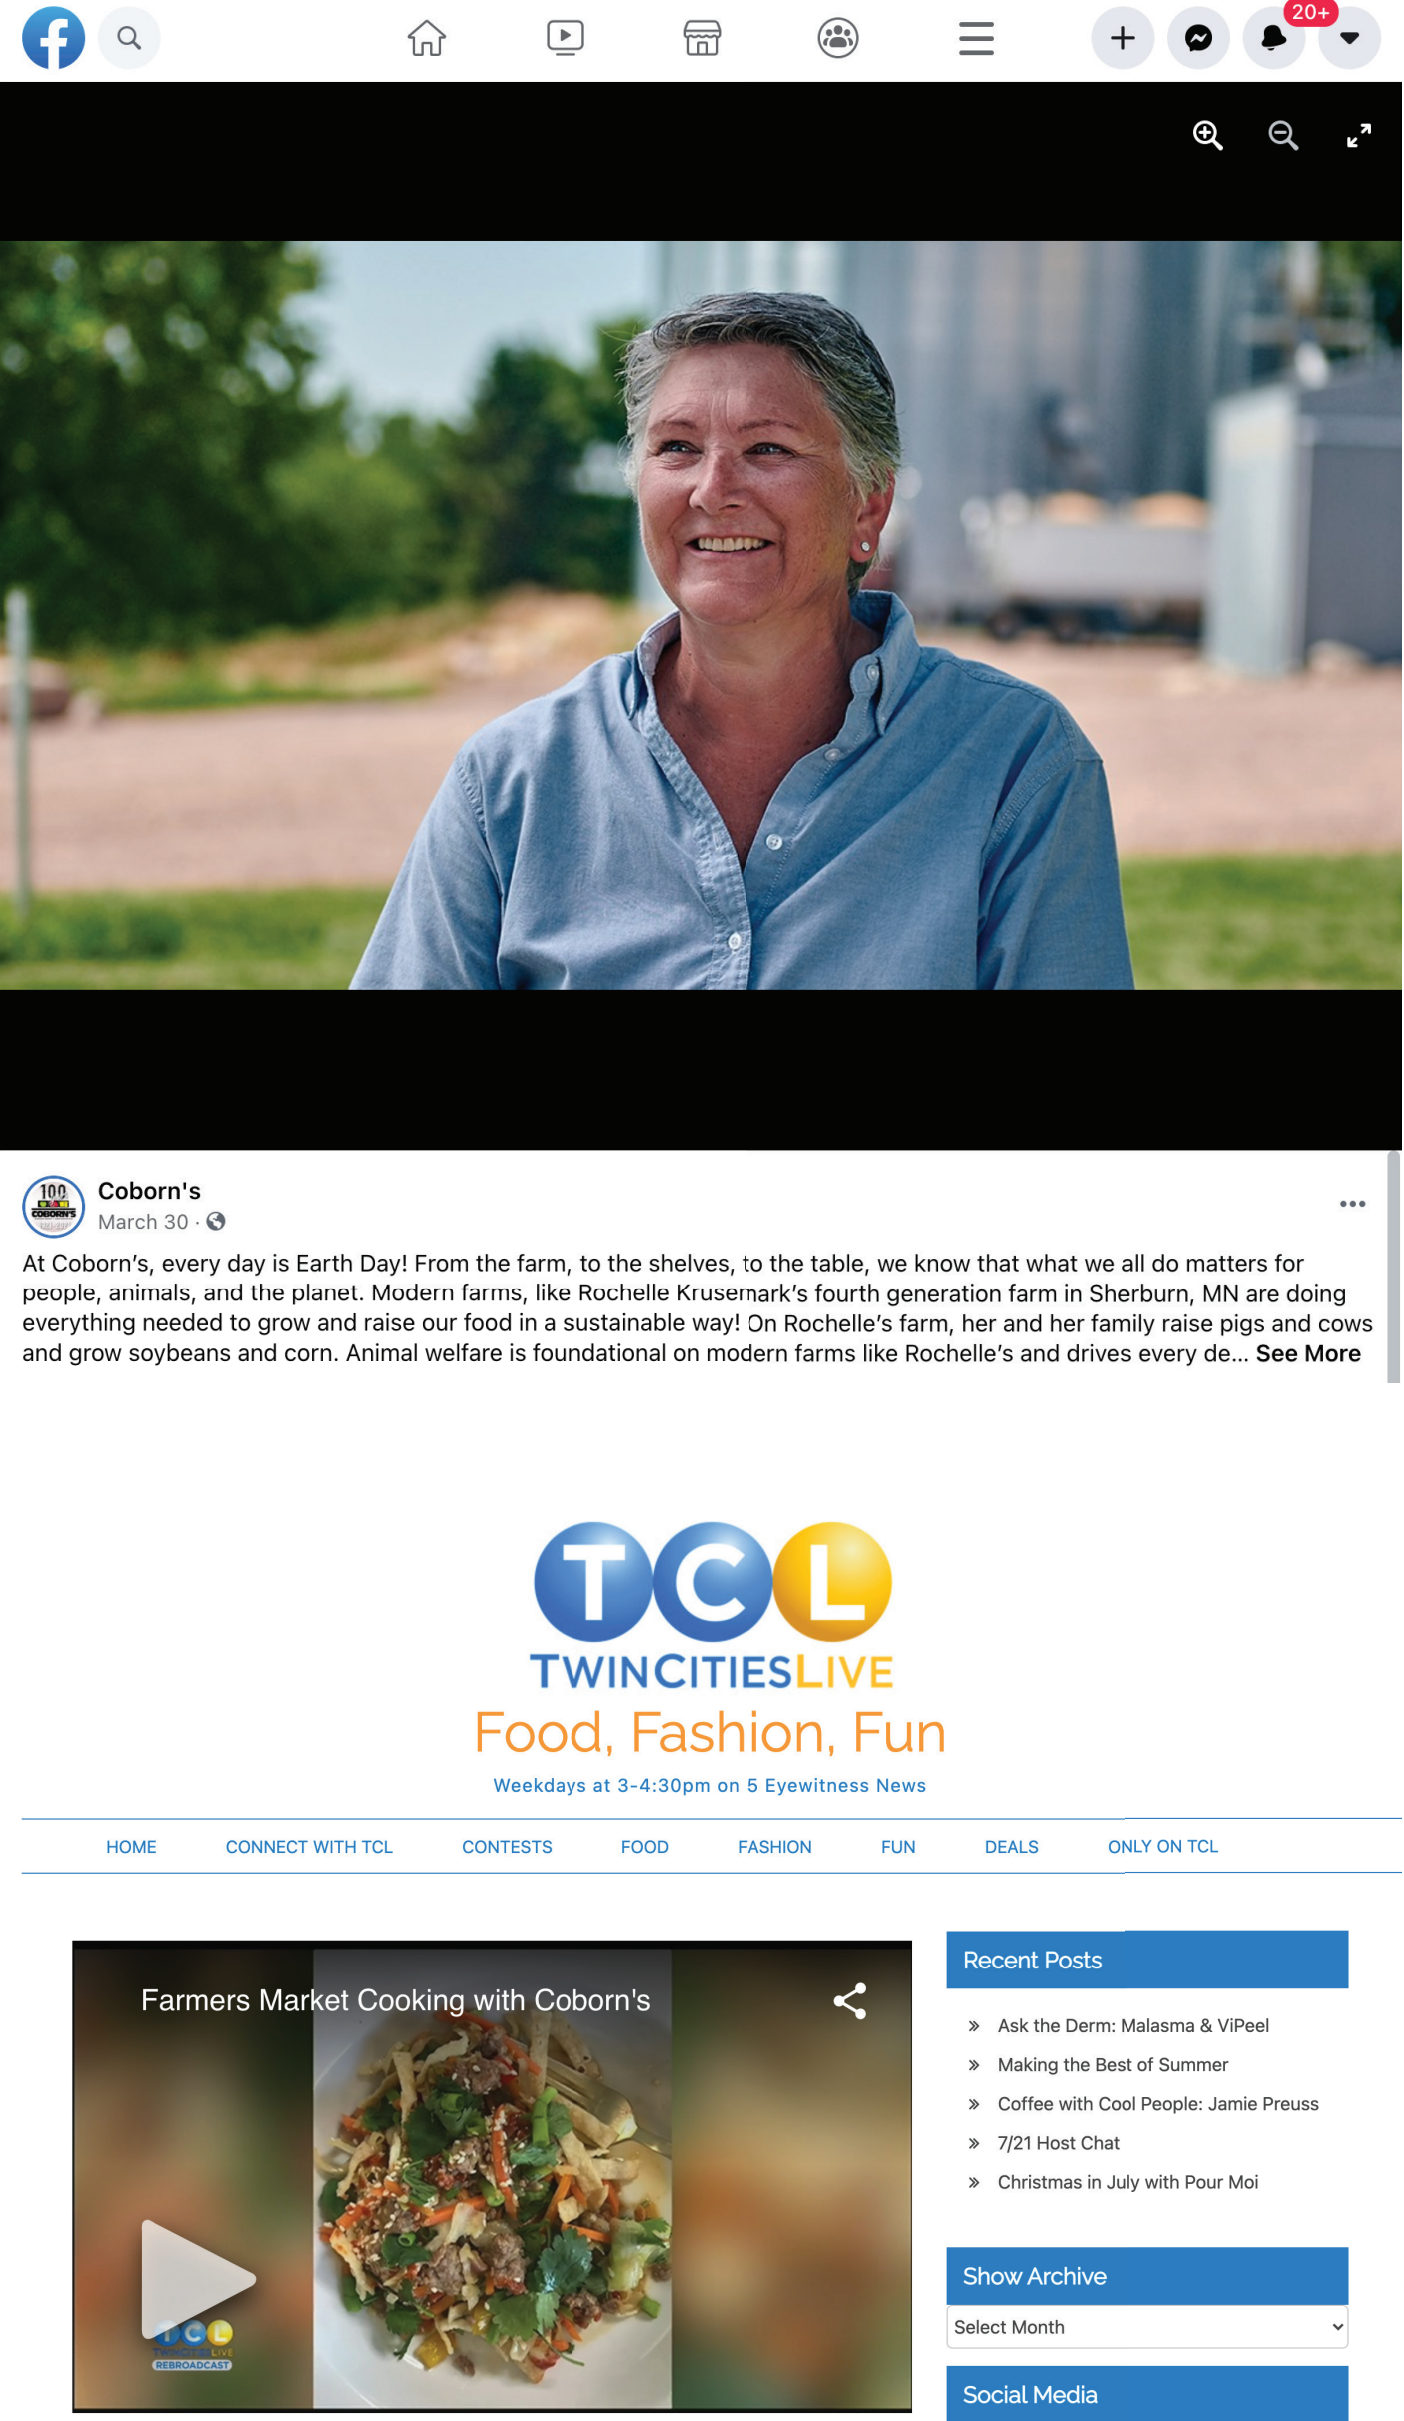 20+
100
COBORN'S
Coborn's
March 30 ·
At Coborn's, every day is Earth Day! From the farm, to the shelves, to the table, we know that what we all do matters for
people, animals, and the planet. Modern farms, like Rochelle Krusemark's fourth generation farm in Sherburn, MN are doing
everything needed to grow and raise our food in a sustainable way! On Rochelle's farm, her and her family raise pigs and cows
and grow soybeans and corn. Animal welfare is foundational on modern farms like Rochelle's and drives every de... See More
TCL
TWINCITIESLIVE
Food, Fashion, Fun
Weekdays at 3-4:30pm on 5 Eyewitness News
HOME CONNECT WITH TCL CONTESTS FOOD FASHION FUN DEALS ONLY ON TCL
Farmers Market Cooking with Coborn's
TCL
TWINCITIESLIVE
REBROADCAST
Recent Posts
» Ask the Derm: Malasma & ViPeel
» Making the Best of Summer
» Coffee with Cool People: Jamie Preuss
» 7/21 Host Chat
» Christmas in July with Pour Moi
Show Archive
Select Month
Social Media